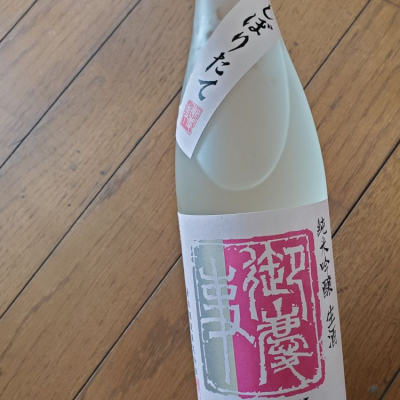 しぼりたて
純米吟醸 生酒
御慶事